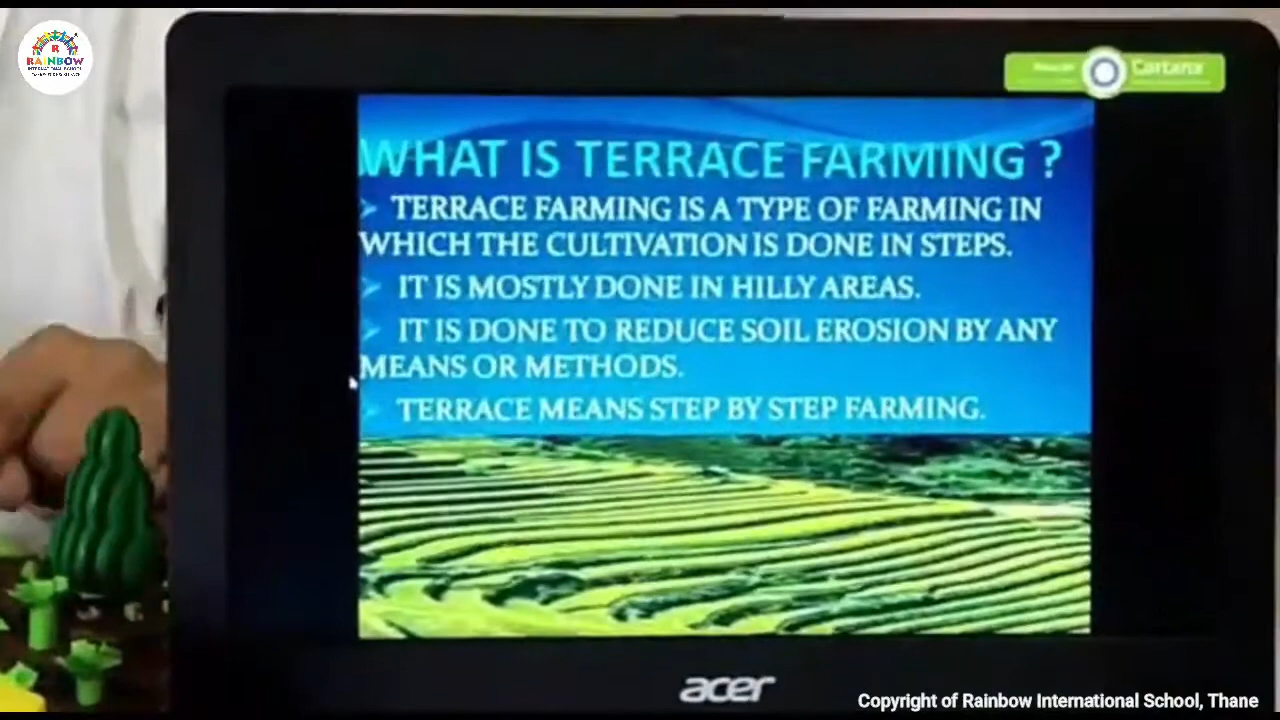 RAINBOW
INTERNATIONAL SCHOOL
Cortana
WHAT IS TERRACE FARMING ?
➢ TERRACE FARMING IS A TYPE OF FARMING IN
WHICH THE CULTIVATION IS DONE IN STEPS.
➢ IT IS MOSTLY DONE IN HILLY AREAS.
➢ IT IS DONE TO REDUCE SOIL EROSION BY ANY
MEANS OR METHODS.
➢ TERRACE MEANS STEP BY STEP FARMING.
acer
Copyright of Rainbow International School, Thane